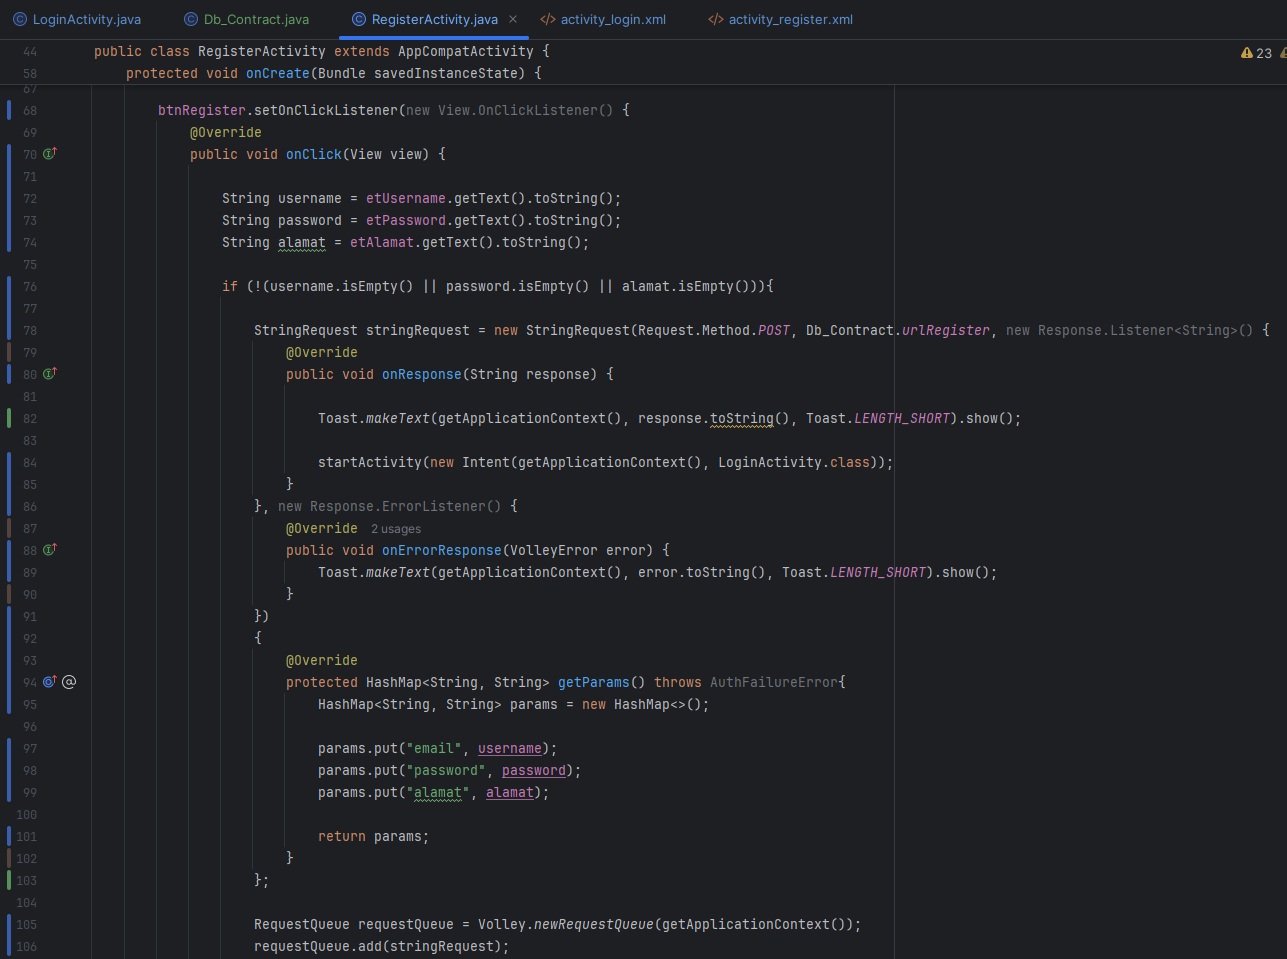 LoginActivity.java Db_Contract.java RegisterActivity.java × </> activity_login.xml </> activity_register.xml
44 public class RegisterActivity extends AppCompatActivity { 23
58 protected void onCreate(Bundle savedInstanceState) {
67
68 btnRegister.setOnClickListener(new View.OnClickListener() {
69 @Override
70 public void onClick(View view) {
71
72 String username = etUsername.getText().toString();
73 String password = etPassword.getText().toString();
74 String alamat = etAlamat.getText().toString();
75
76 if (!(username.isEmpty() || password.isEmpty() || alamat.isEmpty())){
77
78 StringRequest stringRequest = new StringRequest(Request.Method.POST, Db_Contract.urlRegister, new Response.Listener<String>() {
79 @Override
80 public void onResponse(String response) {
81
82 Toast.makeText(getApplicationContext(), response.toString(), Toast.LENGTH_SHORT).show();
83
84 startActivity(new Intent(getApplicationContext(), LoginActivity.class));
85 }
86 }, new Response.ErrorListener() {
87 @Override 2 usages
88 public void onErrorResponse(VolleyError error) {
89 Toast.makeText(getApplicationContext(), error.toString(), Toast.LENGTH_SHORT).show();
90 }
91 })
92 {
93 @Override
94 @ protected HashMap<String, String> getParams() throws AuthFailureError{
95 HashMap<String, String> params = new HashMap<>();
96
97 params.put("email", username);
98 params.put("password", password);
99 params.put("alamat", alamat);
100
101 return params;
102 }
103 };
104
105 RequestQueue requestQueue = Volley.newRequestQueue(getApplicationContext());
106 requestQueue.add(stringRequest);